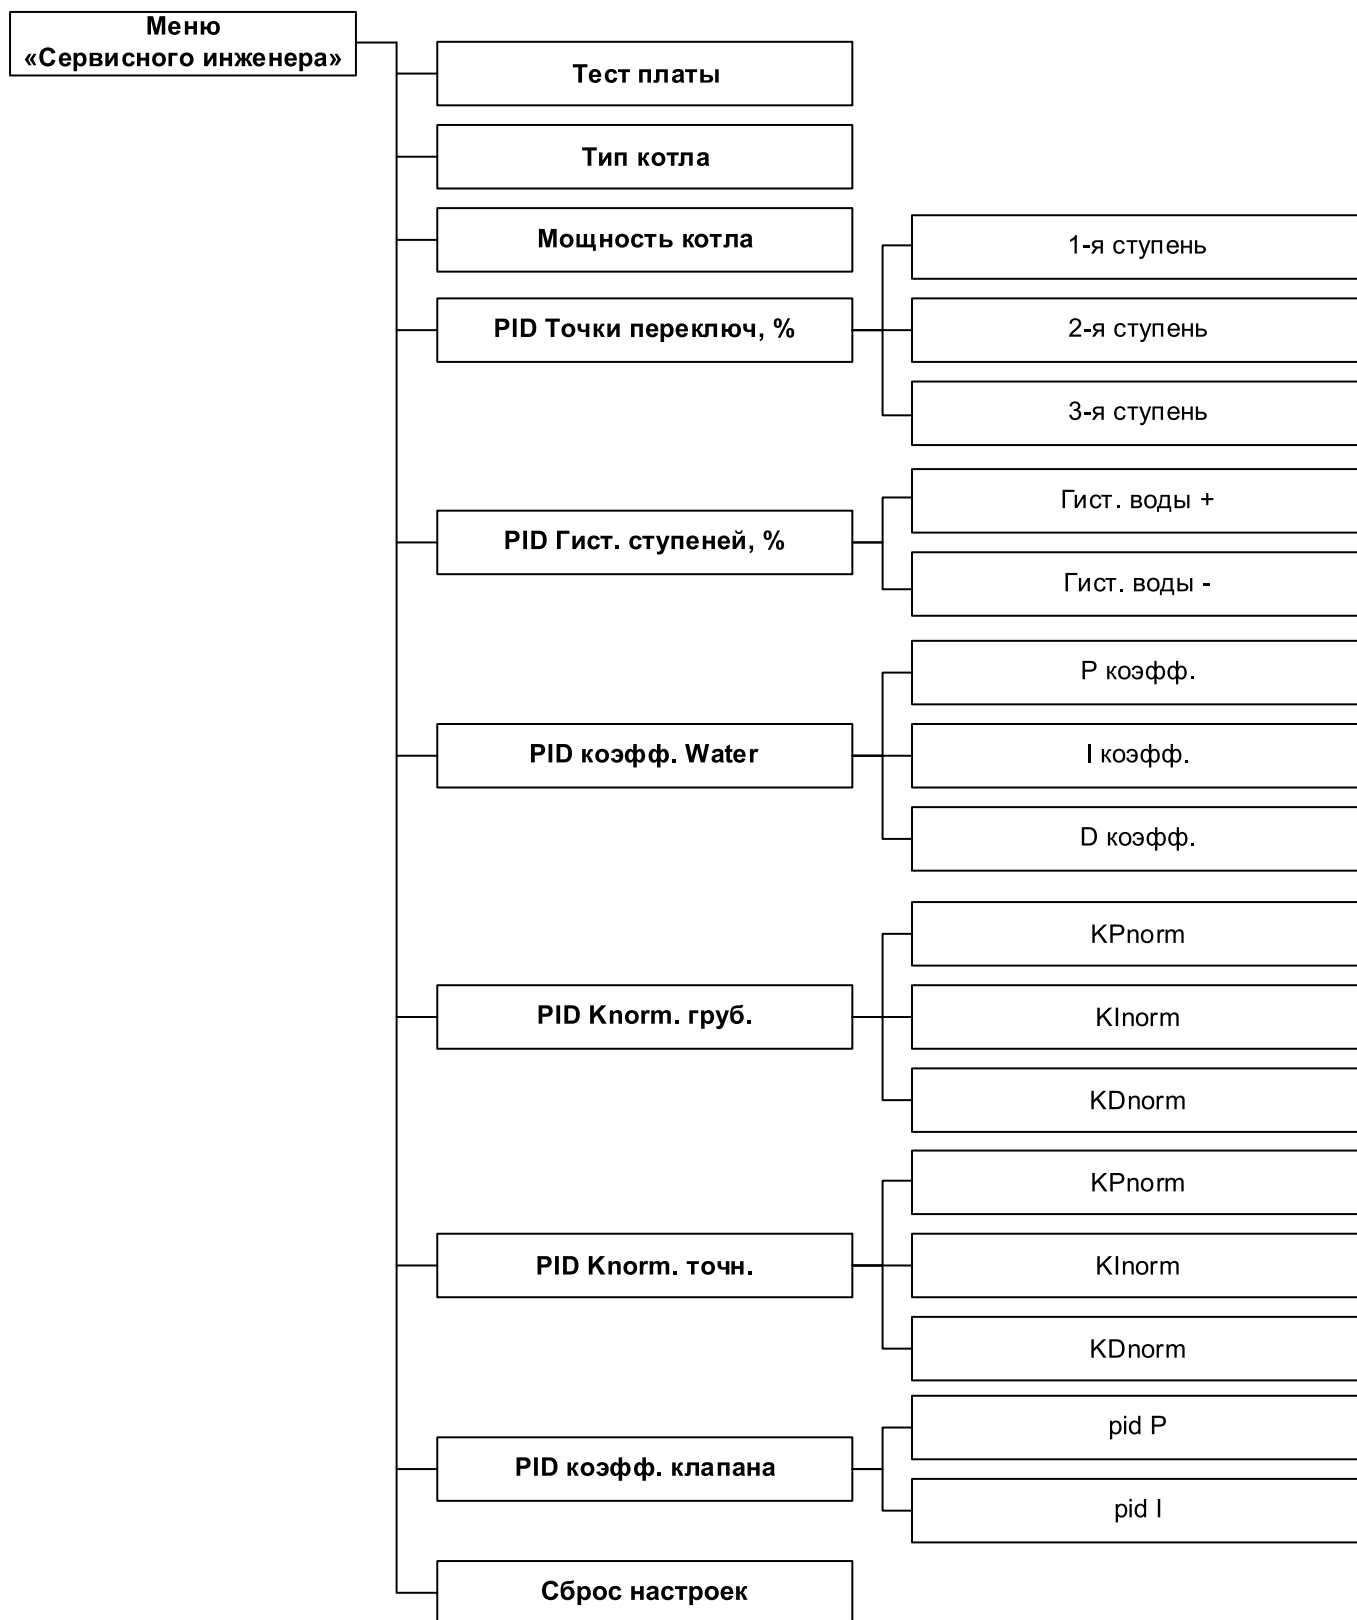 Меню
«Сервисного инженера»
Тест платы
Тип котла
Мощность котла
PID Точки переключ, %
1-я ступень
2-я ступень
3-я ступень
PID Гист. ступеней, %
Гист. воды +
Гист. воды -
PID коэфф. Water
P коэфф.
I коэфф.
D коэфф.
PID Knorm. груб.
KPnorm
KInorm
KDnorm
PID Knorm. точн.
KPnorm
KInorm
KDnorm
PID коэфф. клапана
pid P
pid I
Сброс настроек